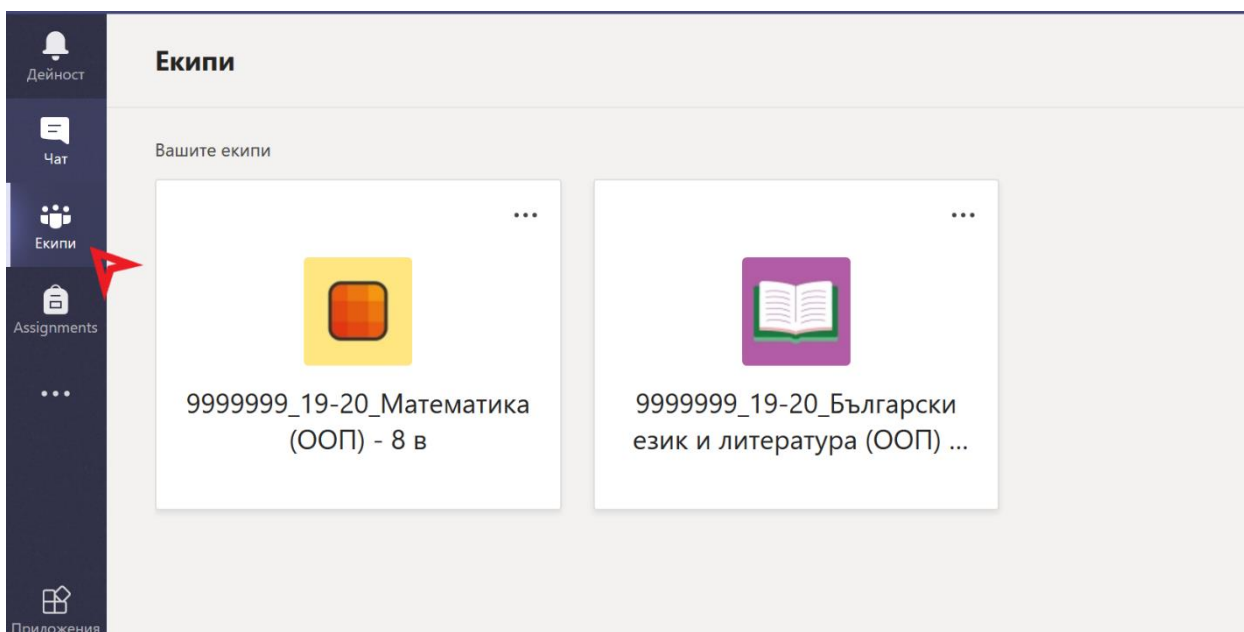 Дейност
Чат
Екипи
Assignments
Приложения
Екипи
Вашите екипи
9999999_19-20_Математика
(ООП) - 8 в
9999999_19-20_Български
език и литература (ООП) ...